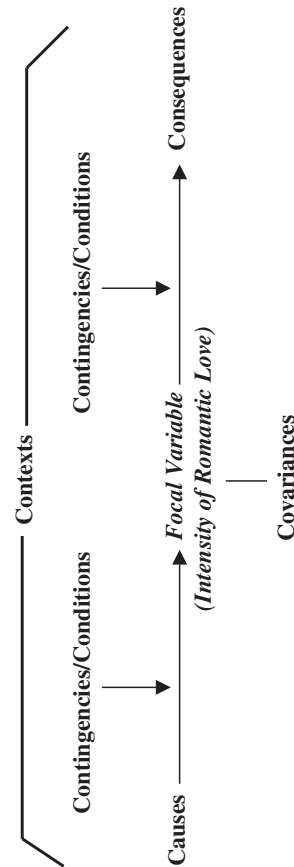 Contexts
Contingencies/Conditions
Contingencies/Conditions
Causes
Focal Variable
(Intensity of Romantic Love)
Consequences
Covariances